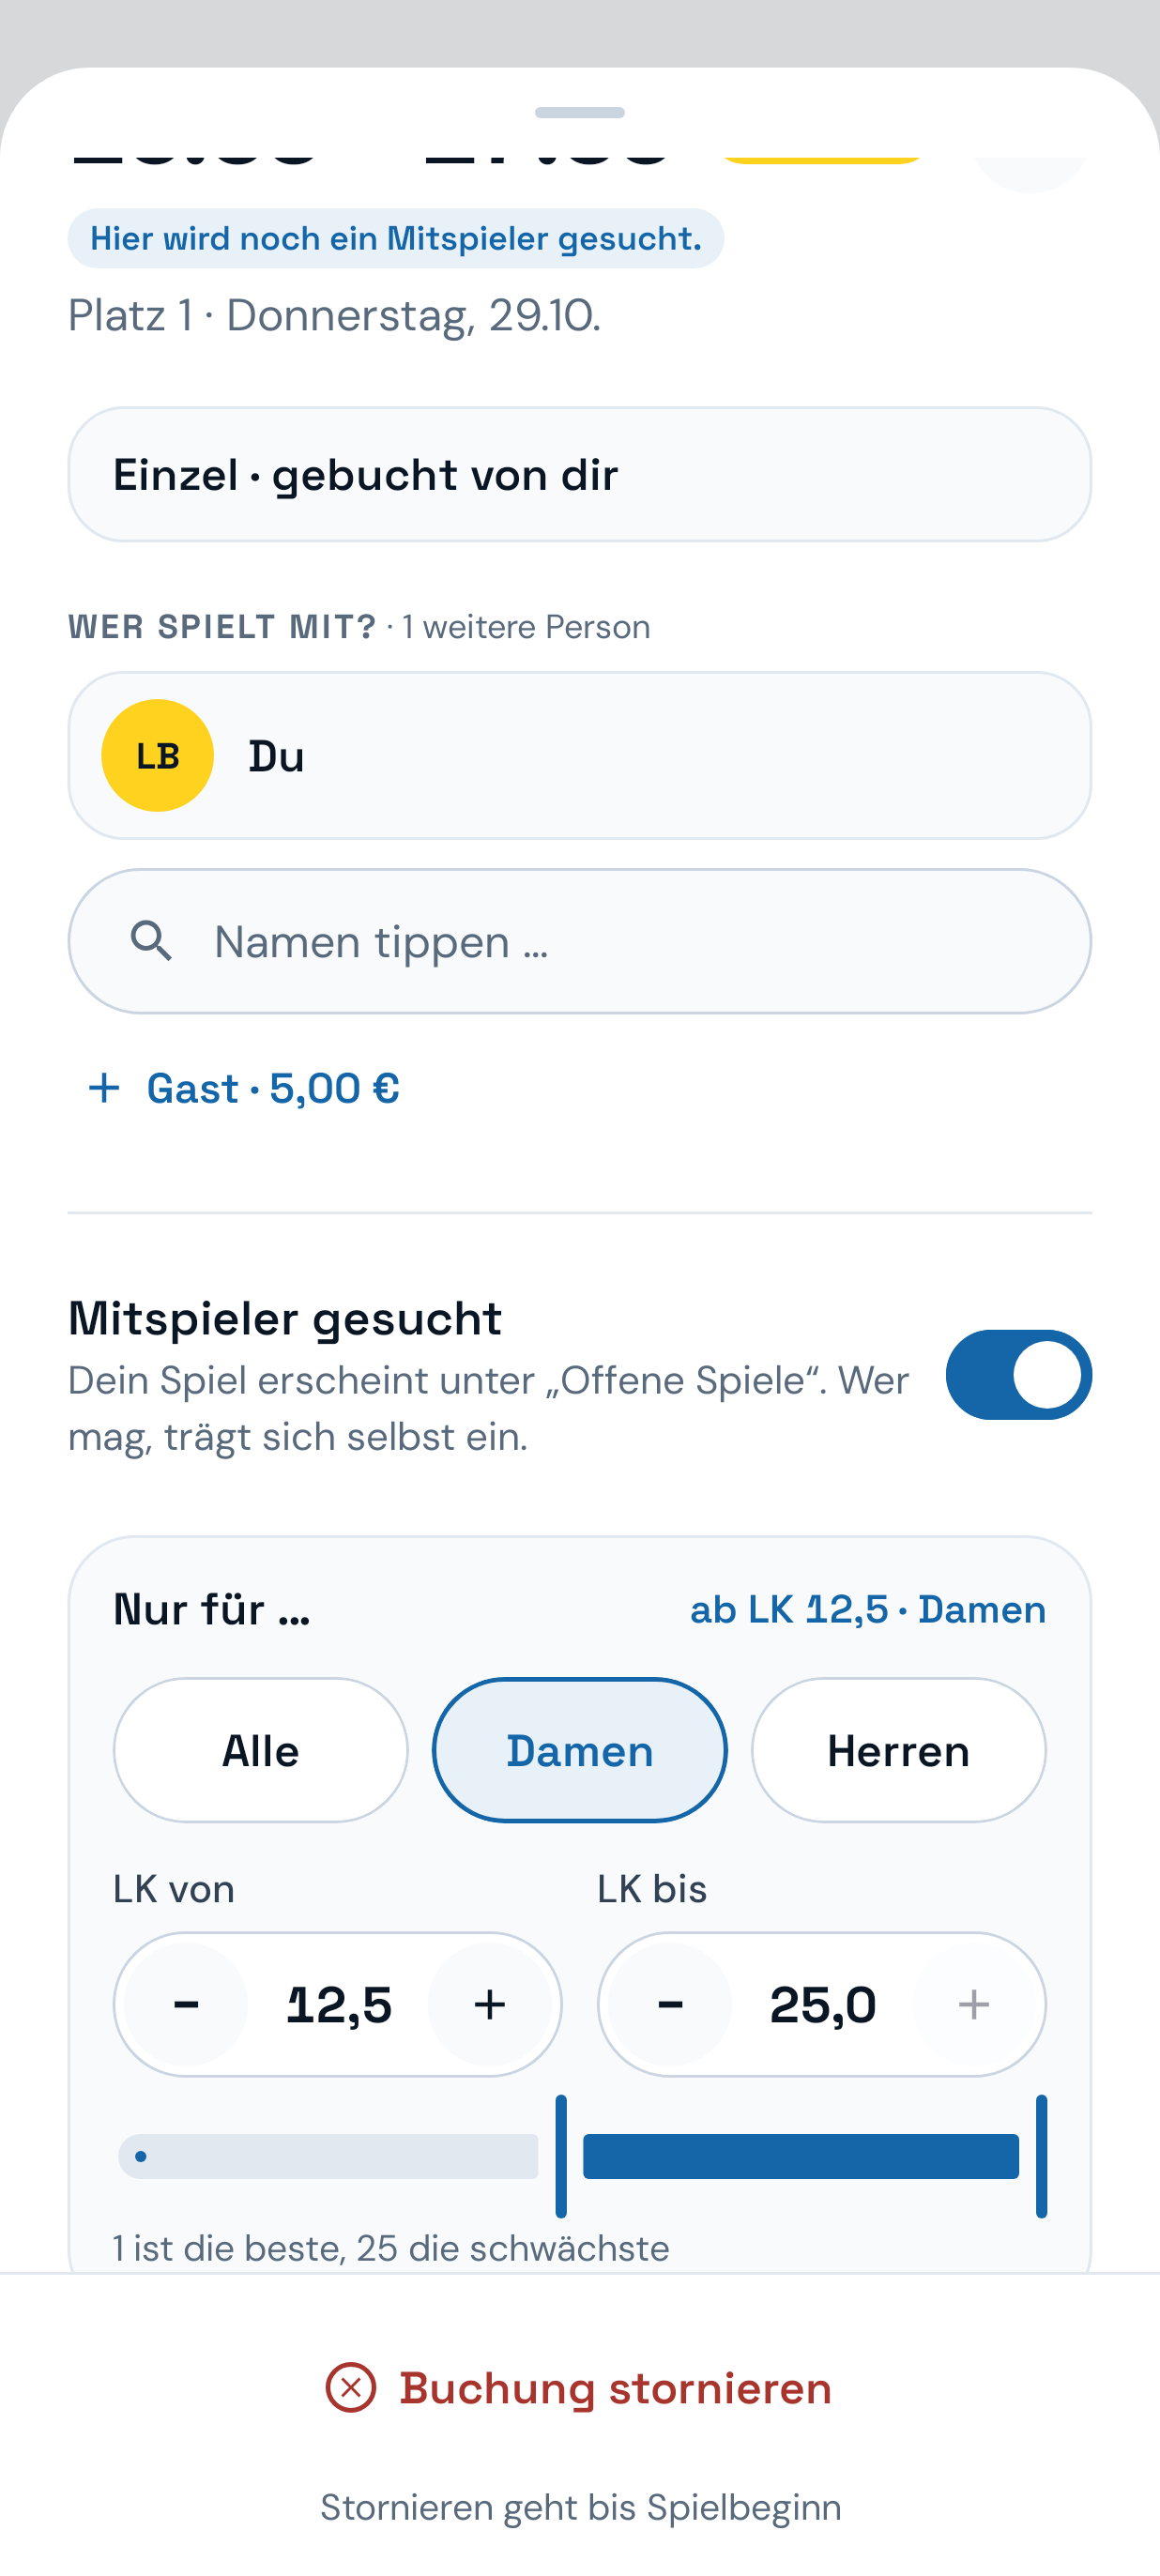 Hier wird noch ein Mitspieler gesucht.
Platz 1 · Donnerstag, 29.10.
Einzel · gebucht von dir
WER SPIELT MIT? · 1 weitere Person
LB Du
Namen tippen ...
+ Gast · 5,00 €
Mitspieler gesucht
Dein Spiel erscheint unter „Offene Spiele“. Wer
mag, trägt sich selbst ein.
Nur für ... ab LK 12,5 · Damen
Alle Damen Herren
LK von LK bis
- 12,5 + - 25,0 +
1 ist die beste, 25 die schwächste
Buchung stornieren
Stornieren geht bis Spielbeginn